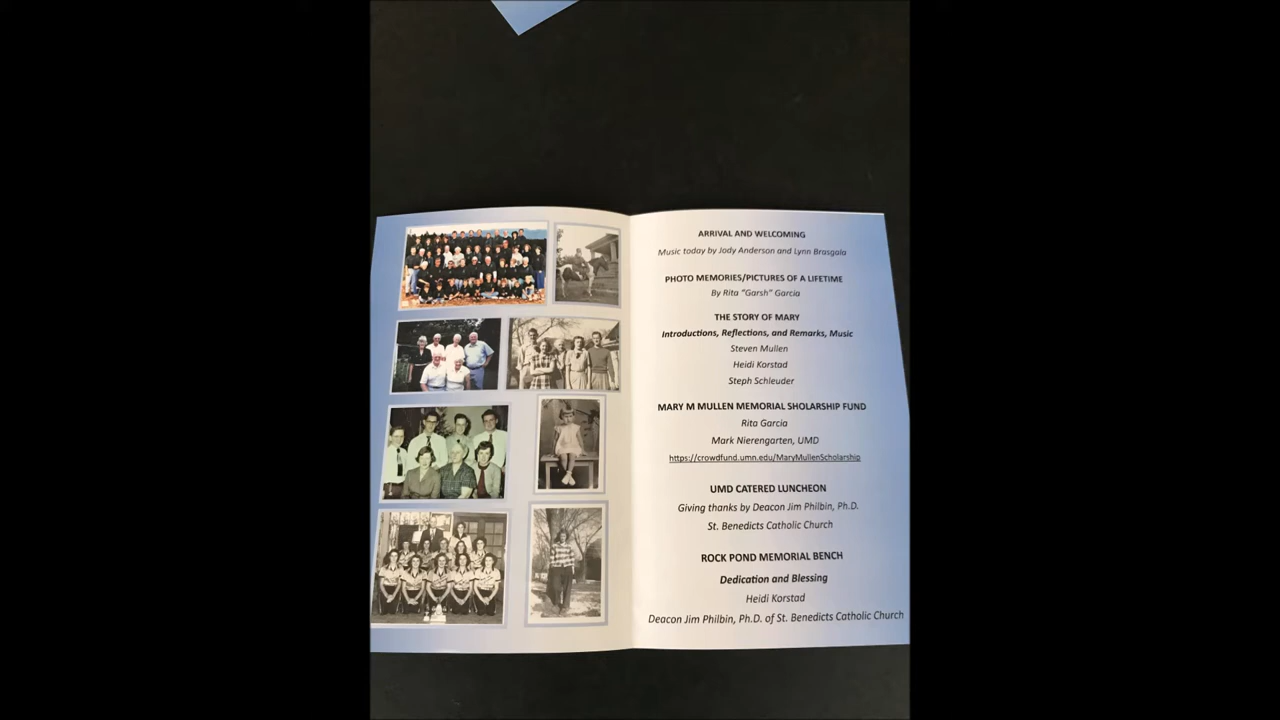 ARRIVAL AND WELCOMING
Music today by Jody Anderson and Lynn Brasgala
PHOTO MEMORIES/PICTURES OF A LIFETIME
By Rita "Garsh" Garcia
THE STORY OF MARY
Introductions, Reflections, and Remarks, Music
Steven Mullen
Heidi Korstad
Steph Schleuder
MARY M MULLEN MEMORIAL SHOLARSHIP FUND
Rita Garcia
Mark Nierengarten, UMD
https://crowdfund.umn.edu/MaryMullenScholarship
UMD CATERED LUNCHEON
Giving thanks by Deacon Jim Philbin, Ph.D.
St. Benedicts Catholic Church
ROCK POND MEMORIAL BENCH
Dedication and Blessing
Heidi Korstad
Deacon Jim Philbin, Ph.D. of St. Benedicts Catholic Church